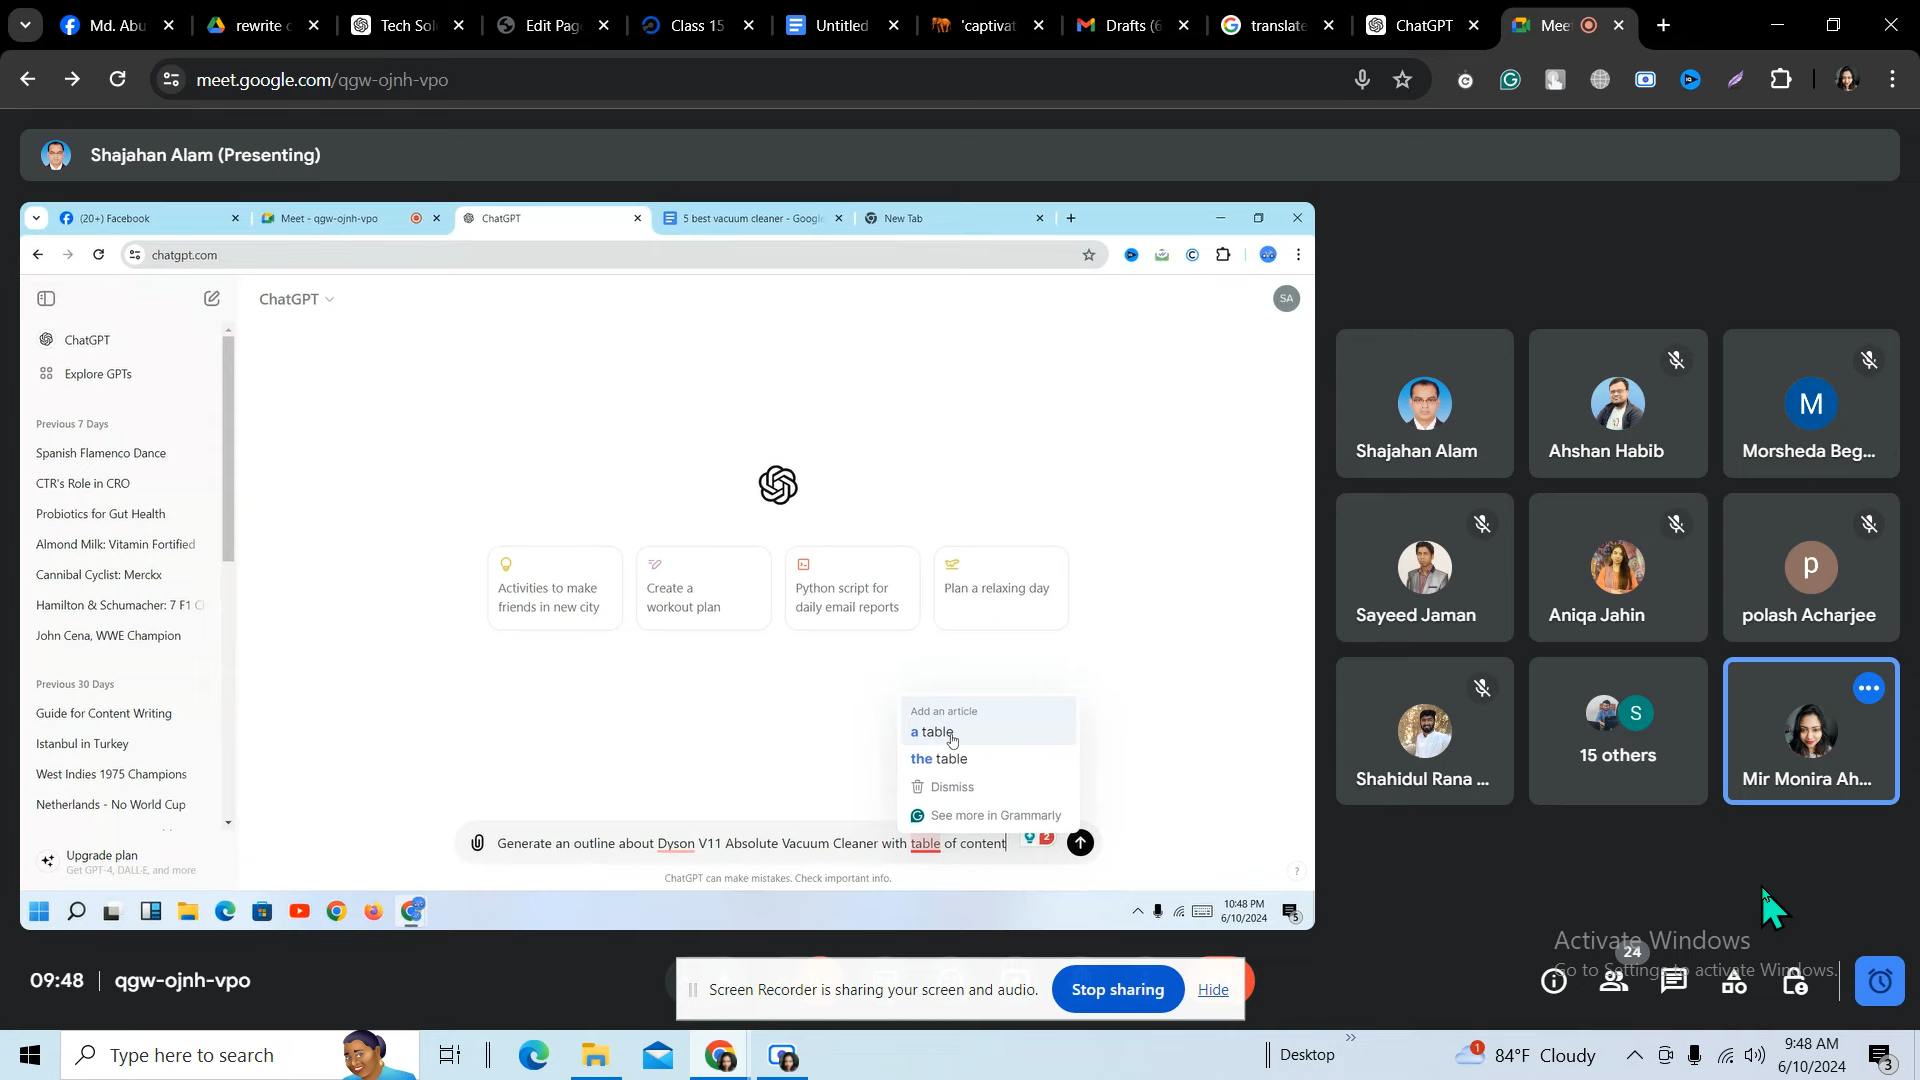 Md. Abu
rewrite c
Tech Sol
Edit Pag
Class 15
Untitled
'captivat
Drafts (6
translate
ChatGPT
Meet
meet.google.com/qgw-ojnh-vpo
Shajahan Alam (Presenting)
(20+) Facebook
Meet - qgw-ojnh-vpo
ChatGPT
5 best vacuum cleaner - Google
New Tab
chatgpt.com
ChatGPT
SA
ChatGPT
Explore GPTs
Previous 7 Days
Spanish Flamenco Dance
CTR's Role in CRO
Probiotics for Gut Health
Almond Milk: Vitamin Fortified
Cannibal Cyclist: Merckx
Hamilton & Schumacher: 7 F1 C
John Cena, WWE Champion
Previous 30 Days
Guide for Content Writing
Istanbul in Turkey
West Indies 1975 Champions
Netherlands - No World Cup
Upgrade plan
Get GPT-4, DALL·E, and more
Activities to make
friends in new city
Create a
workout plan
Python script for
daily email reports
Plan a relaxing day
Add an article
a table
the table
Dismiss
See more in Grammarly
Generate an outline about Dyson V11 Absolute Vacuum Cleaner with table of content
2
ChatGPT can make mistakes. Check important info.
?
10:48 PM
6/10/2024
5
Shajahan Alam
Ahshan Habib
M
Morsheda Beg...
Sayeed Jaman
Aniqa Jahin
p
polash Acharjee
Shahidul Rana ...
S
15 others
Mir Monira Ah...
Activate Windows
Go to Settings to activate Windows.
09:48
qgw-ojnh-vpo
Screen Recorder is sharing your screen and audio.
Stop sharing
Hide
24
Type here to search
Desktop
1
84°F Cloudy
9:48 AM
6/10/2024
3